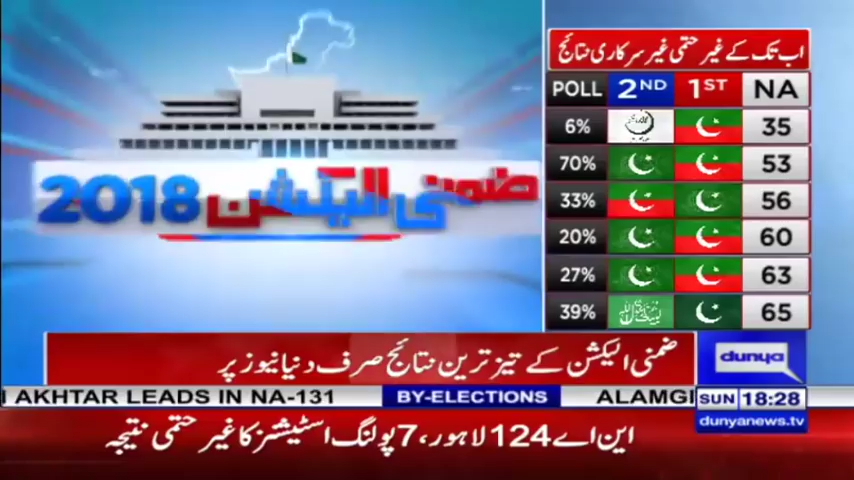 اب تک کے غیر حتمی غیر سرکاری نتائج
POLL 2ND 1ST NA
6% 35
70% 53
33% 56
20% 60
27% 63
39% 65
ضمنی الیکشن 2018
ضمنی الیکشن کے تیز ترین نتائج صرف دنیا نیوز پر
dunya
I AKHTAR LEADS IN NA-131 BY-ELECTIONS ALAMGI
SUN 18:28
dunyanews.tv
این اے 124 لاہور، 7 پولنگ اسٹیشنز کا غیر حتمی نتیجہ